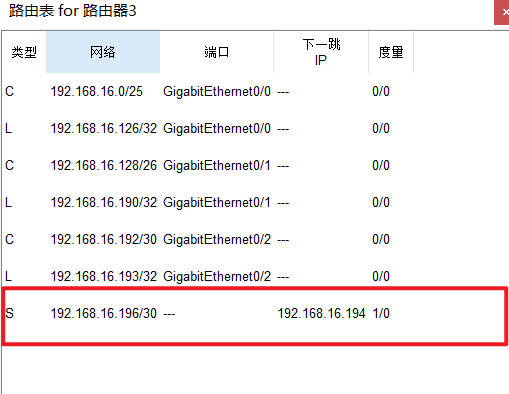 路由表 for 路由器3
类型 网络 端口 下一跳 IP 度量
C 192.168.16.0/25 GigabitEthernet0/0 --- 0/0
L 192.168.16.126/32 GigabitEthernet0/0 --- 0/0
C 192.168.16.128/26 GigabitEthernet0/1 --- 0/0
L 192.168.16.190/32 GigabitEthernet0/1 --- 0/0
C 192.168.16.192/30 GigabitEthernet0/2 --- 0/0
L 192.168.16.193/32 GigabitEthernet0/2 --- 0/0
S 192.168.16.196/30 --- 192.168.16.194 1/0